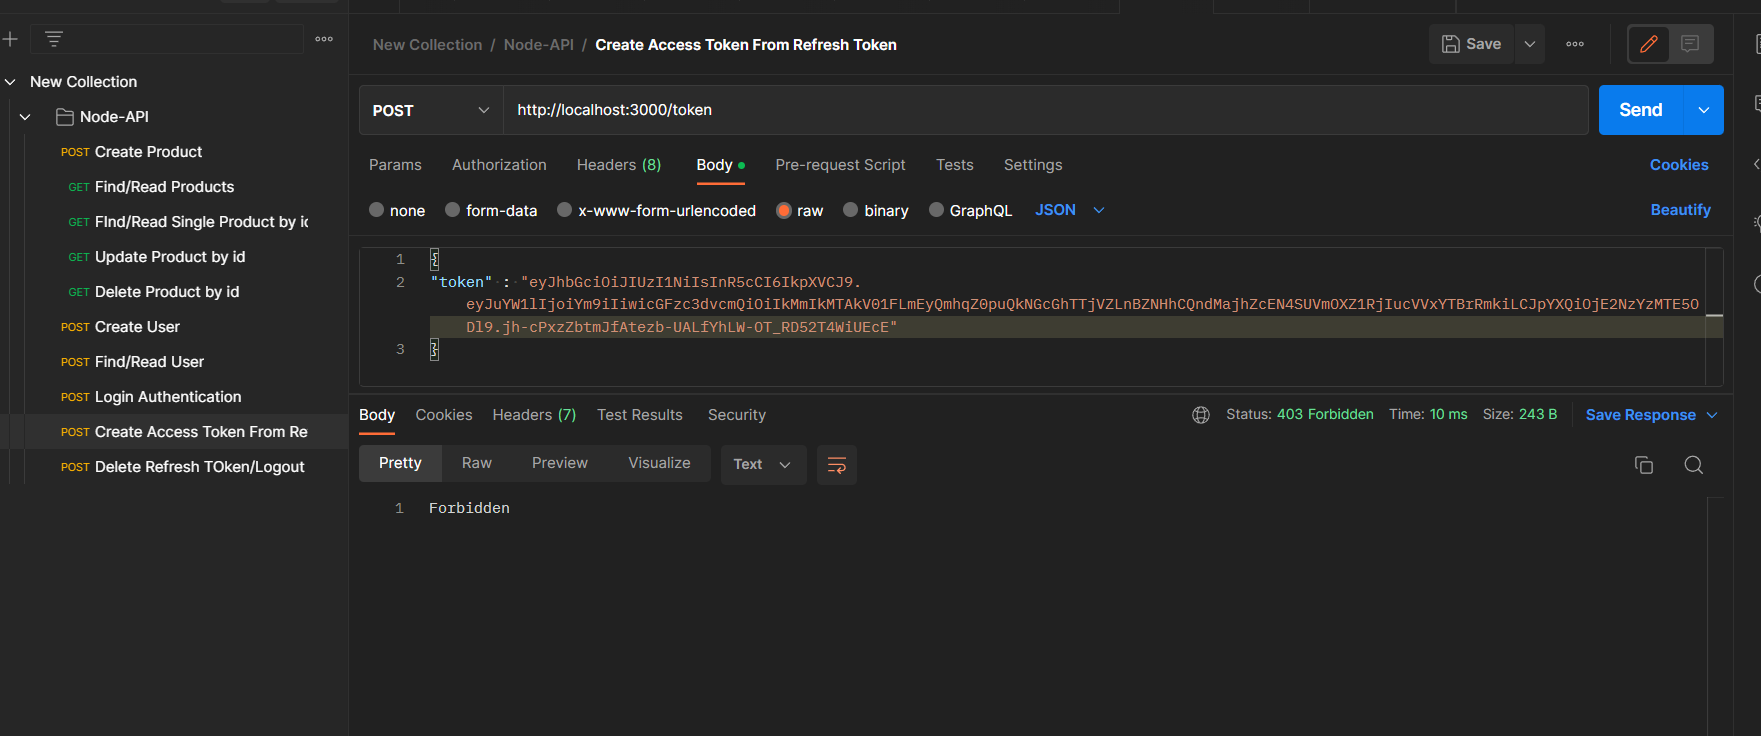 New Collection / Node-API / Create Access Token From Refresh Token
Save
New Collection
Node-API
POST Create Product
GET Find/Read Products
GET FInd/Read Single Product by ic
GET Update Product by id
GET Delete Product by id
POST Create User
POST Find/Read User
POST Login Authentication
POST Create Access Token From Re
POST Delete Refresh TOken/Logout
POST http://localhost:3000/token Send
Params Authorization Headers (8) Body Pre-request Script Tests Settings Cookies
none form-data x-www-form-urlencoded raw binary GraphQL JSON Beautify
1 {
2 "token" : "eyJhbGciOiJIUzI1NiIsInR5cCI6IkpXVCJ9.
eyJuYW1lIjoiYm9iIiwicGFzc3dvcmQiOiIkMmIkMTAkV01FLmEyQmhqZ0puQkNGcGhTTjVZLnBZNHhCQndMajhZcEN4SUVmOXZ1RjIucVVxYTBrRmkiLCJpYXQiOjE2NzYzMTE5O
Dl9.jh-cPxzZbtmJfAtezb-UALfYhLW-OT_RD52T4WiUEcE"
3 }
Body Cookies Headers (7) Test Results Security Status: 403 Forbidden Time: 10 ms Size: 243 B Save Response
Pretty Raw Preview Visualize Text
1 Forbidden